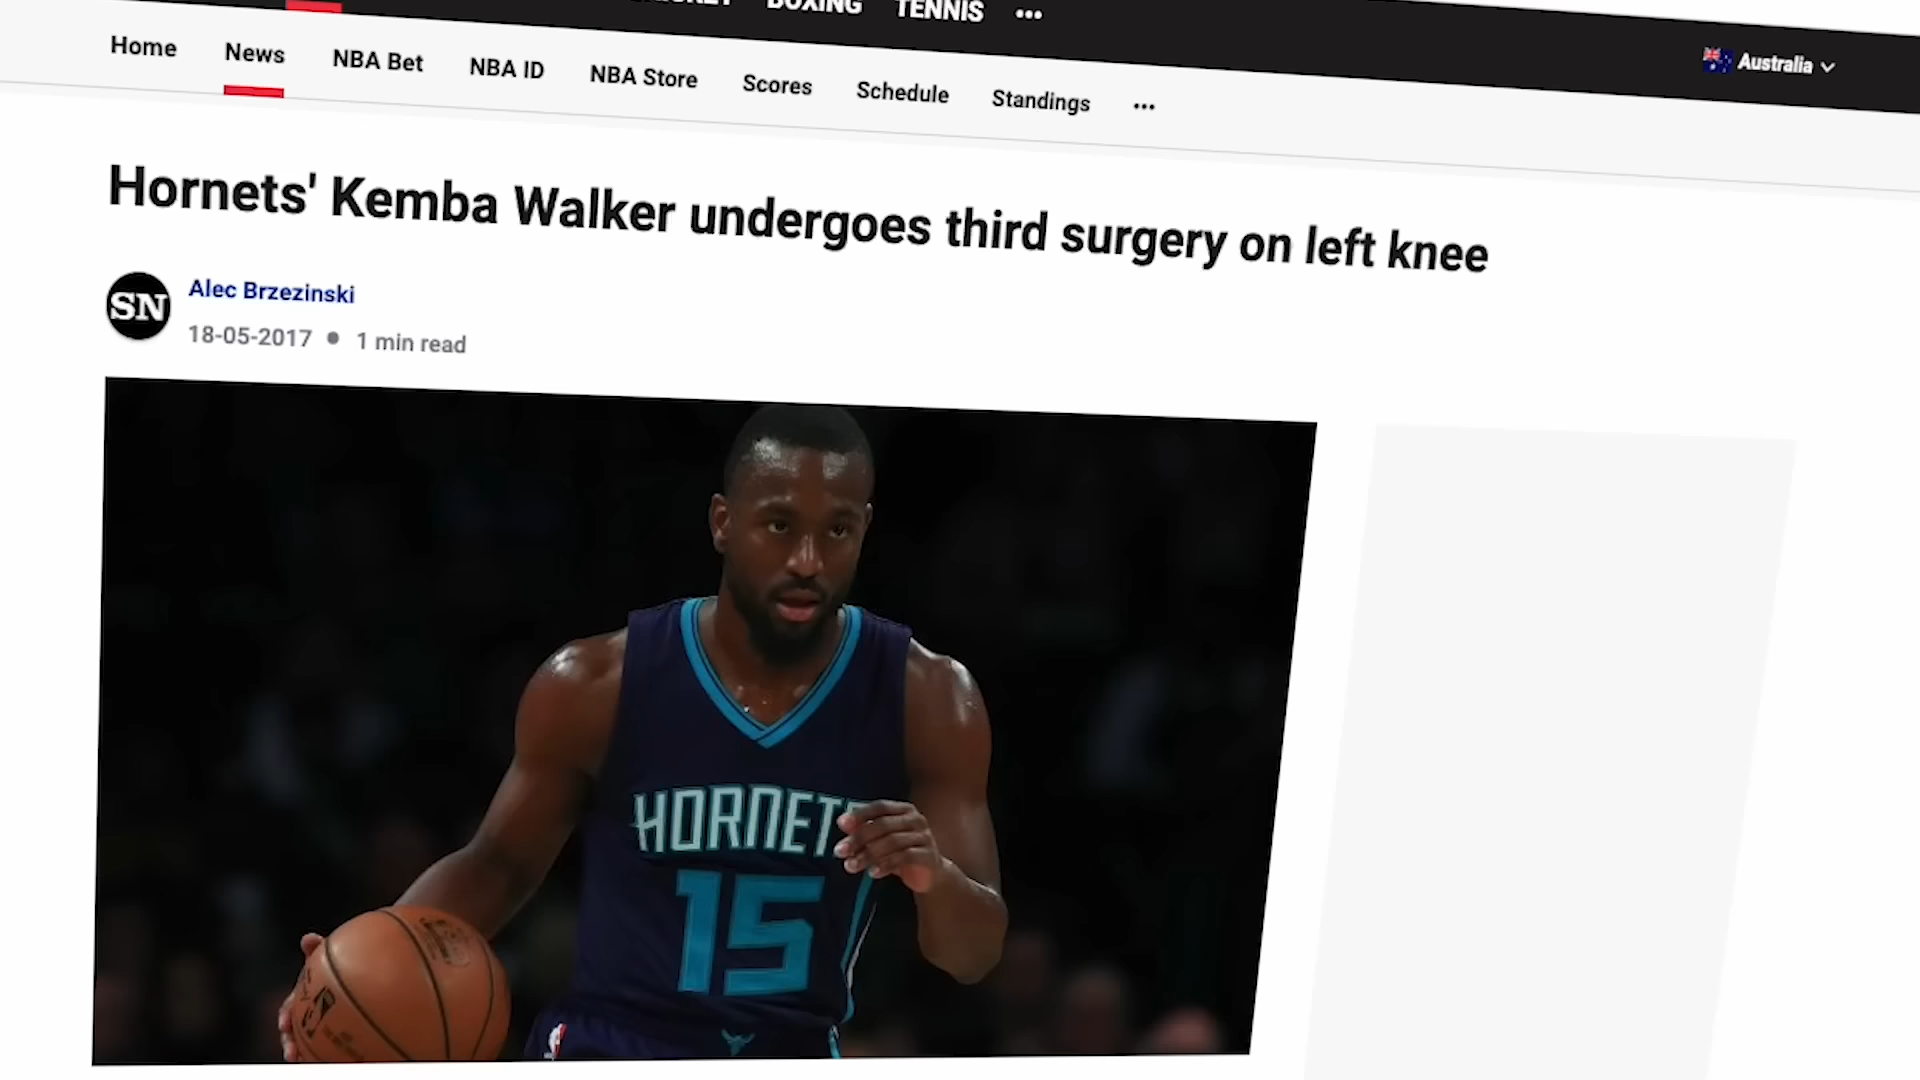 BOXING TENNIS •••
Australia
Home News NBA Bet NBA ID NBA Store Scores Schedule Standings •••
Hornets' Kemba Walker undergoes third surgery on left knee
SN
Alec Brzezinski
18-05-2017 • 1 min read
HORNETS
15